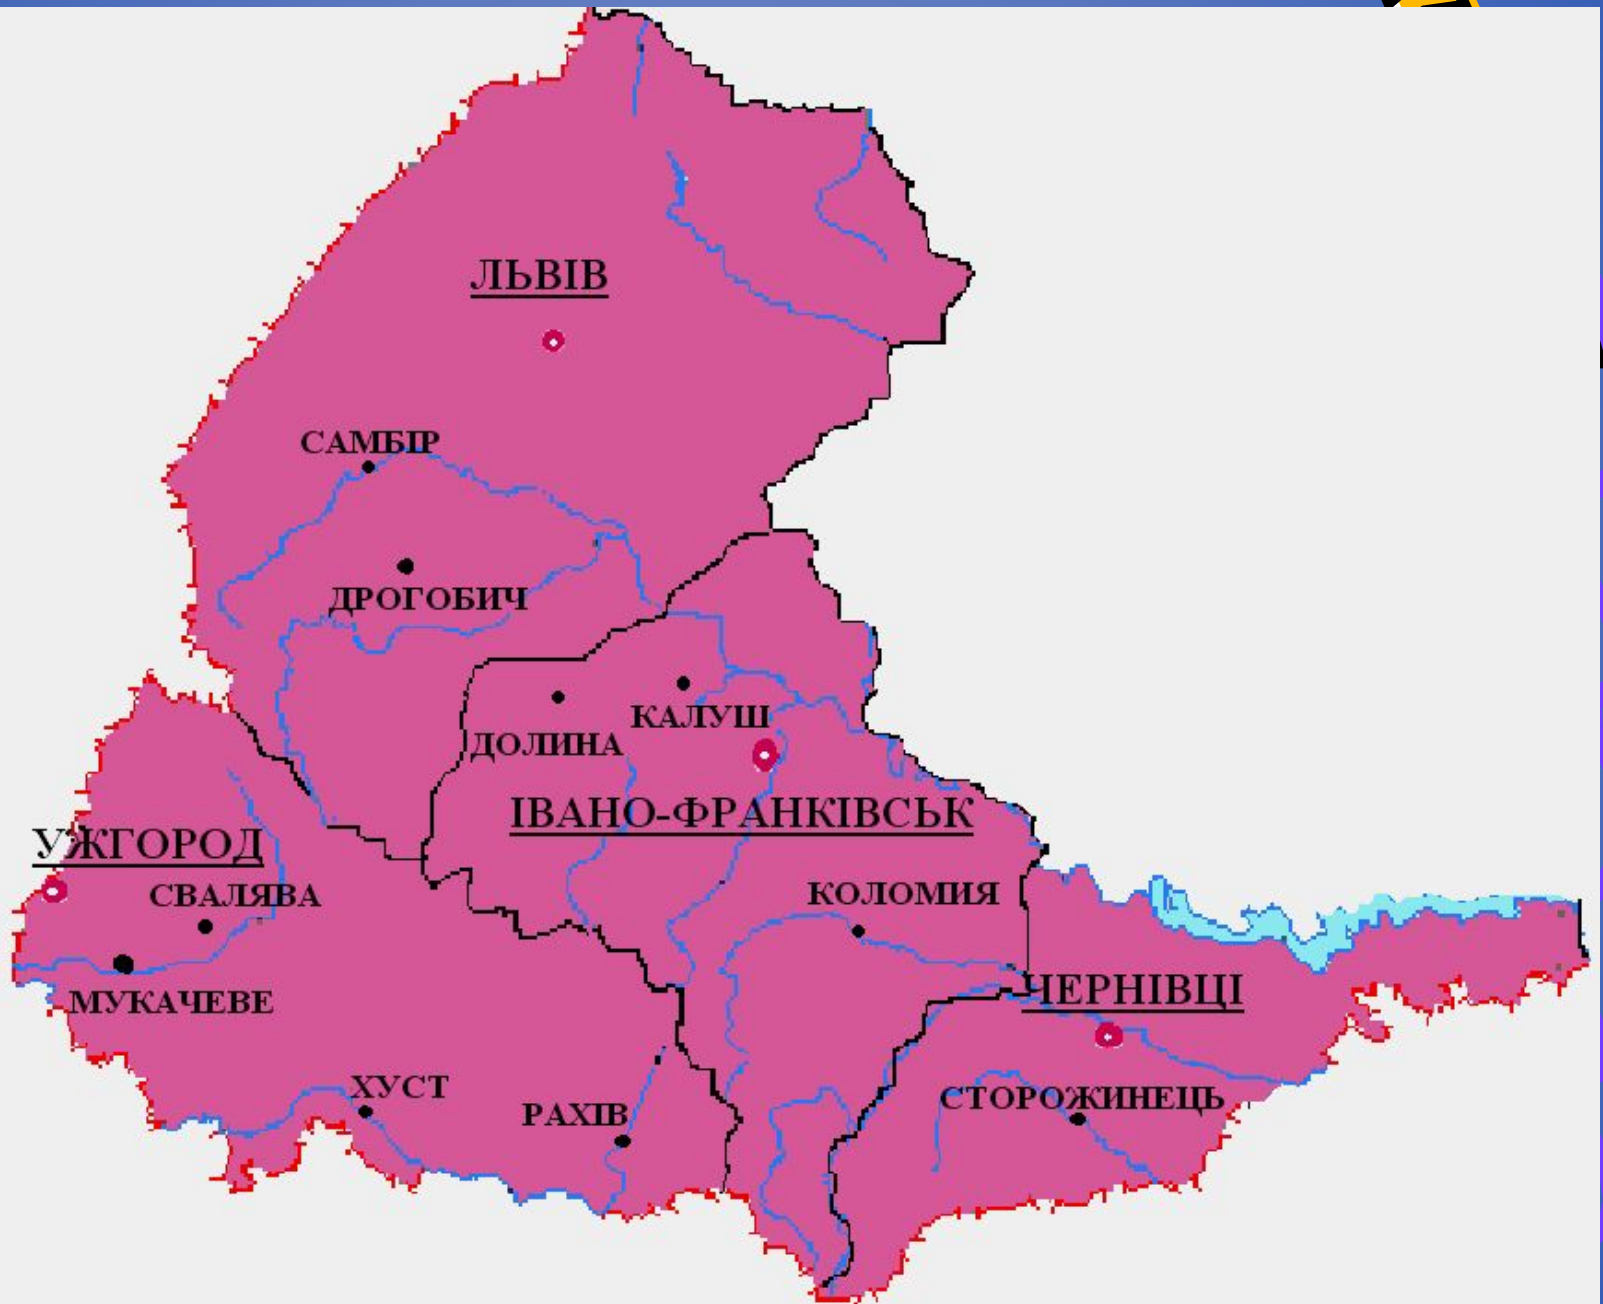 ЛЬВІВ
САМБІР
ДРОГОБИЧ
КАЛУШ
ДОЛИНА
ІВАНО-ФРАНКІВСЬК
УЖГОРОД
СВАЛЯВА
КОЛОМИЯ
МУКАЧЕВЕ
ЧЕРНІВЦІ
ХУСТ
РАХІВ
СТОРОЖИНЕЦЬ